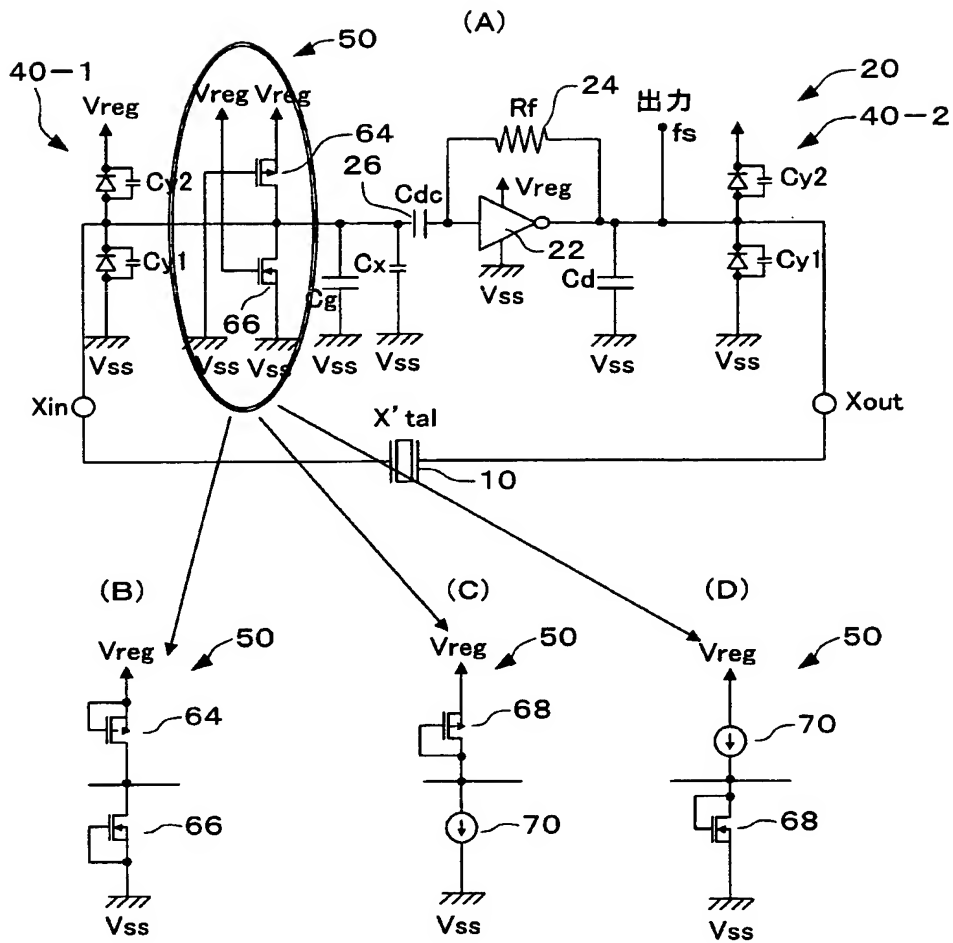 (A)
50
40-1
Vreg
Vreg
Vreg
64
26
Cdc
Rf
24
出力
fs
20
40-2
Cy2
Cy1
66
Cg
Cx
Vreg
22
Vss
Cd
Cy2
Cy1
Vss
Vss
Vss
Vss
Vss
Vss
Vss
Xin
X'tal
10
Xout
(B)
Vreg
50
64
66
Vss
(C)
Vreg
50
68
70
Vss
(D)
Vreg
50
70
68
Vss